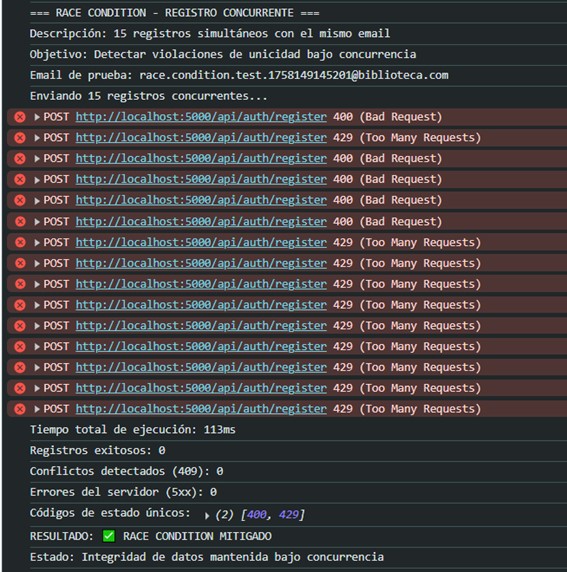 === RACE CONDITION - REGISTRO CONCURRENTE ===
Descripción: 15 registros simultáneos con el mismo email
Objetivo: Detectar violaciones de unicidad bajo concurrencia
Email de prueba: race.condition.test.1758149145201@biblioteca.com
Enviando 15 registros concurrentes...
POST http://localhost:5000/api/auth/register 400 (Bad Request)
POST http://localhost:5000/api/auth/register 429 (Too Many Requests)
POST http://localhost:5000/api/auth/register 400 (Bad Request)
POST http://localhost:5000/api/auth/register 400 (Bad Request)
POST http://localhost:5000/api/auth/register 400 (Bad Request)
POST http://localhost:5000/api/auth/register 400 (Bad Request)
POST http://localhost:5000/api/auth/register 429 (Too Many Requests)
POST http://localhost:5000/api/auth/register 429 (Too Many Requests)
POST http://localhost:5000/api/auth/register 429 (Too Many Requests)
POST http://localhost:5000/api/auth/register 429 (Too Many Requests)
POST http://localhost:5000/api/auth/register 429 (Too Many Requests)
POST http://localhost:5000/api/auth/register 429 (Too Many Requests)
POST http://localhost:5000/api/auth/register 429 (Too Many Requests)
POST http://localhost:5000/api/auth/register 429 (Too Many Requests)
POST http://localhost:5000/api/auth/register 429 (Too Many Requests)
Tiempo total de ejecución: 113ms
Registros exitosos: 0
Conflictos detectados (409): 0
Errores del servidor (5xx): 0
Códigos de estado únicos: (2) [400, 429]
RESULTADO: ✅ RACE CONDITION MITIGADO
Estado: Integridad de datos mantenida bajo concurrencia